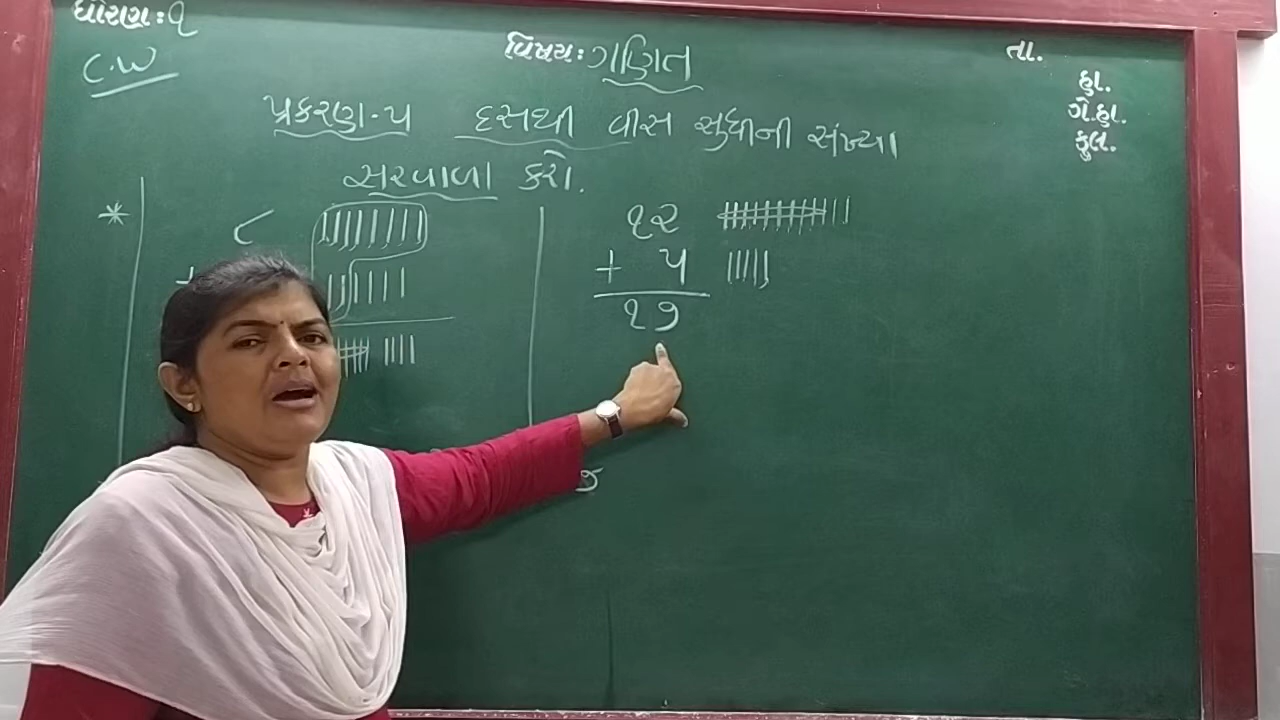 ધોરણ: ૧
વિષય: ગણિત
તા.
C.W
હા.
ગે.હા.
કુલ.
પ્રકરણ-૫ દસથી વીસ સુધીની સંખ્યા
સરવાળા કરો.
*
૮
+
૧૨
+ ૫
૧૭